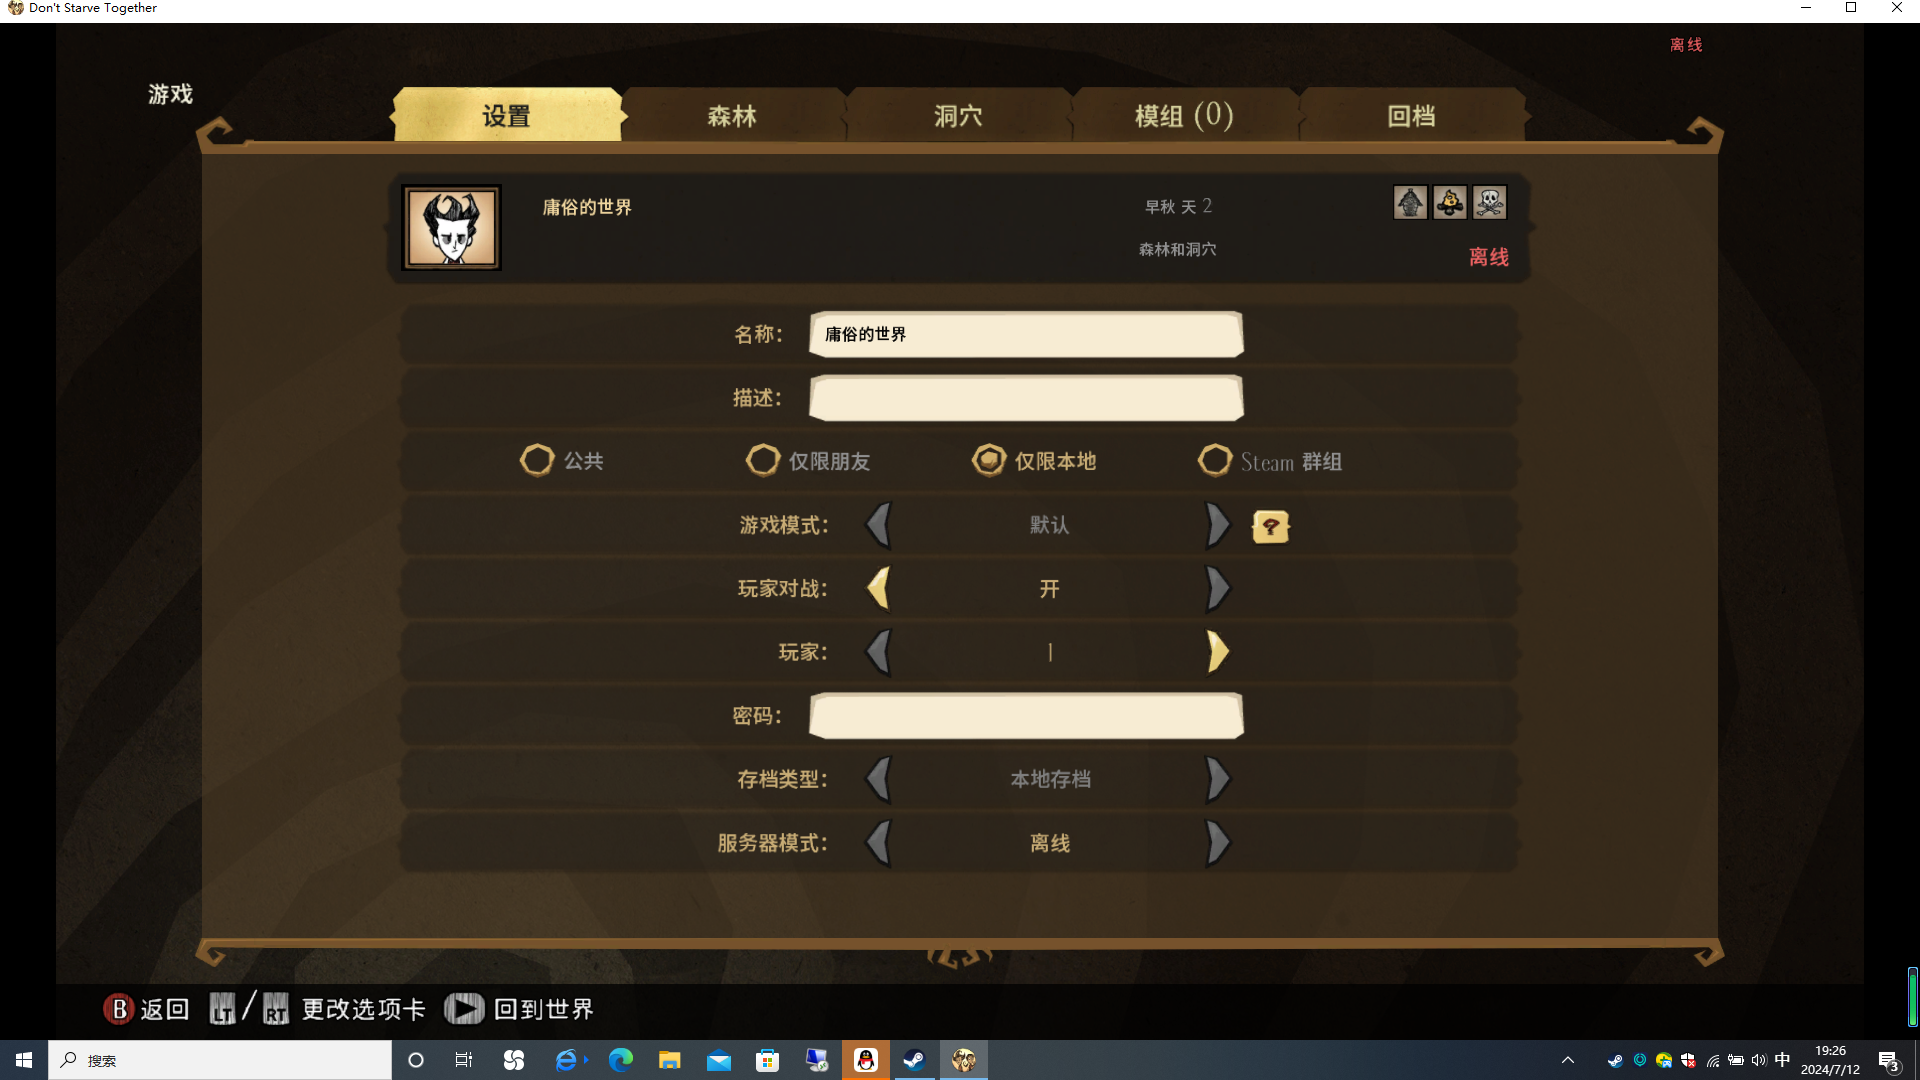 Don't Starve Together
离线
游戏
设置
森林
洞穴
模组 (0)
回档
庸俗的世界
早秋 天 2
森林和洞穴
离线
名称：
庸俗的世界
描述：
公共
仅限朋友
仅限本地
Steam 群组
游戏模式：
默认
?
玩家对战：
开
玩家：
1
密码：
存档类型：
本地存档
服务器模式：
离线
B 返回 LT / RT 更改选项卡 回到世界
搜索
中
19:26
2024/7/12
3